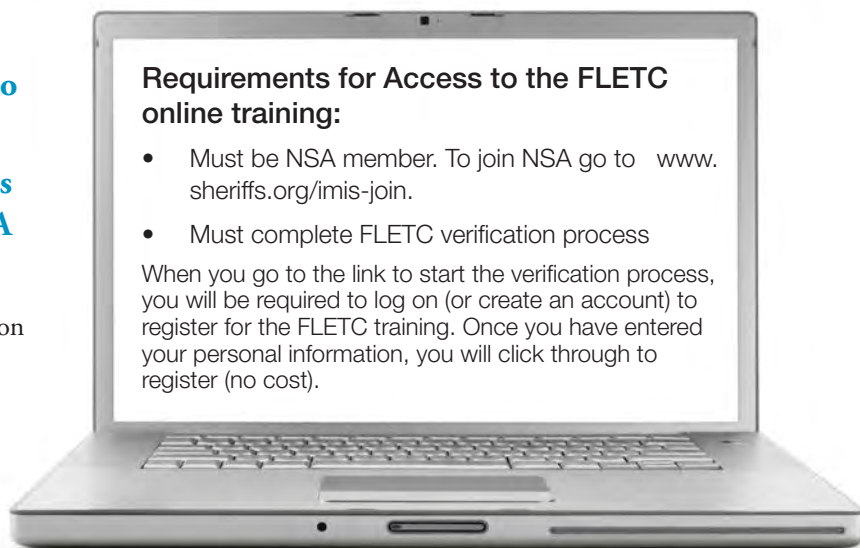 o
s
A
on
Requirements for Access to the FLETC
online training:
• Must be NSA member. To join NSA go to www.
sheriffs.org/imis-join.
• Must complete FLETC verification process
When you go to the link to start the verification process,
you will be required to log on (or create an account) to
register for the FLETC training. Once you have entered
your personal information, you will click through to
register (no cost).